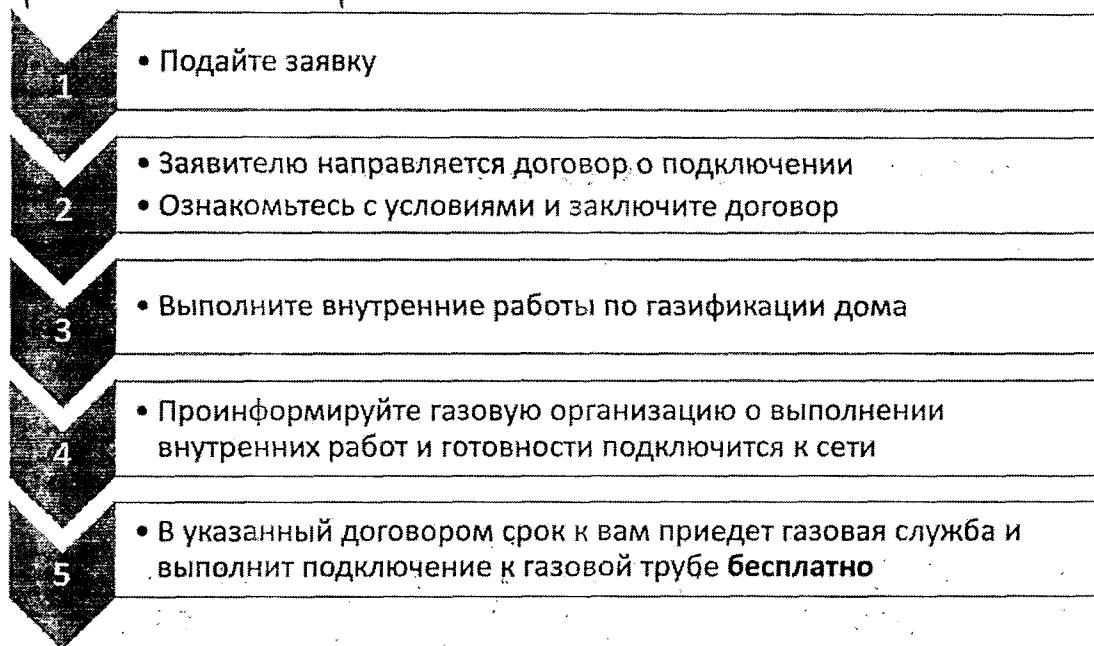 1
• Подайте заявку
2
• Заявителю направляется договор о подключении
• Ознакомьтесь с условиями и заключите договор
3
• Выполните внутренние работы по газификации дома
4
• Проинформируйте газовую организацию о выполнении
внутренних работ и готовности подключится к сети
5
• В указанный договором срок к вам приедет газовая служба и
выполнит подключение к газовой трубе бесплатно